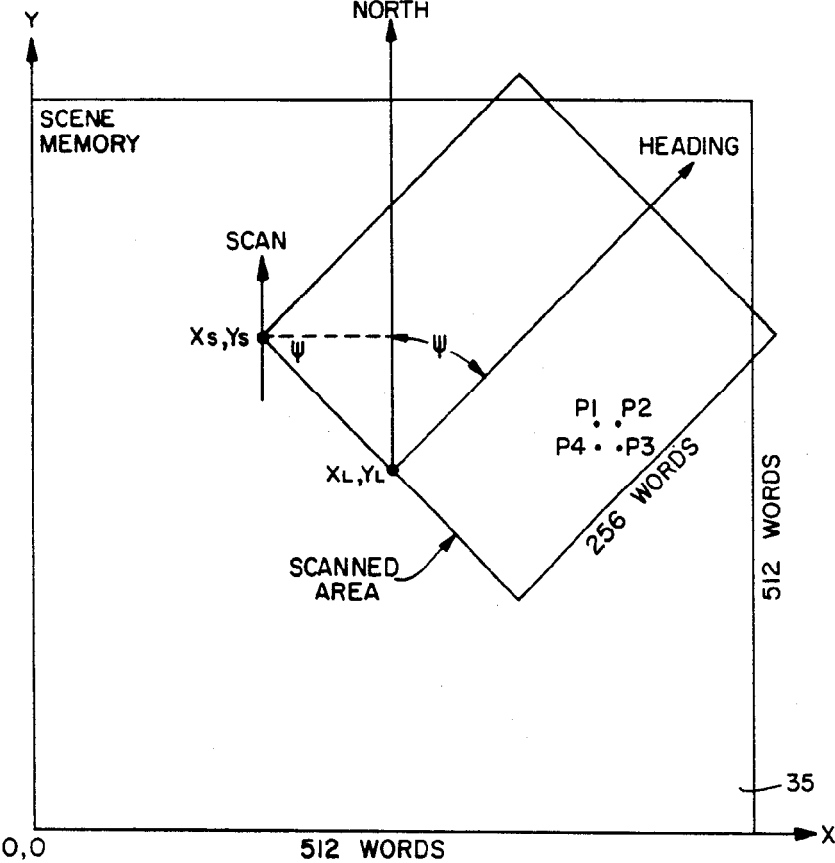 Y
NORTH
SCENE
MEMORY
HEADING
SCAN
XS,YS
Ψ
Ψ
P1
P2
P4
P3
XL,YL
256 WORDS
512 WORDS
SCANNED
AREA
35
X
0,0
512 WORDS